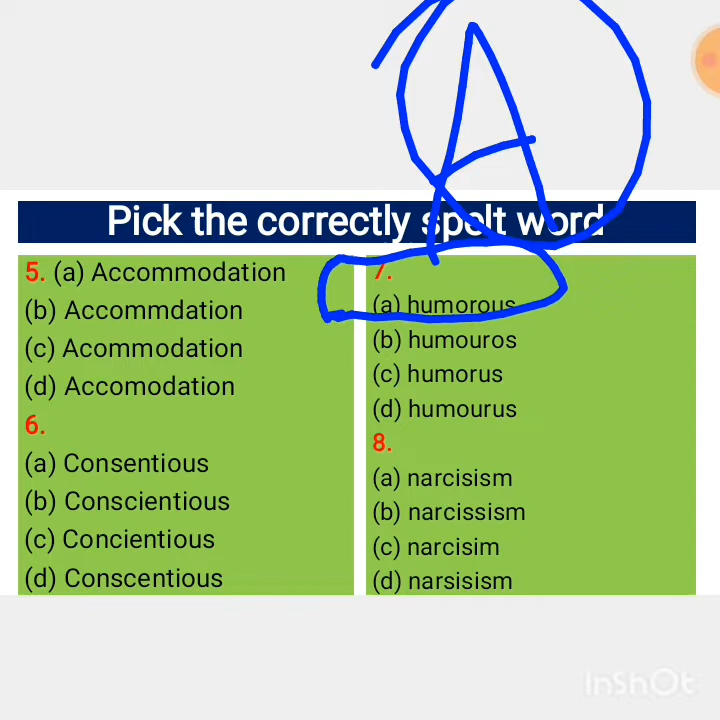 A
Pick the correctly spelt word
5. (a) Accommodation
(b) Accommdation
(c) Acommodation
(d) Accomodation
6.
(a) Consentious
(b) Conscientious
(c) Concientious
(d) Conscentious
7.
(a) humorous
(b) humouros
(c) humorus
(d) humourus
8.
(a) narcisism
(b) narcissism
(c) narcisim
(d) narsisism
InShOt